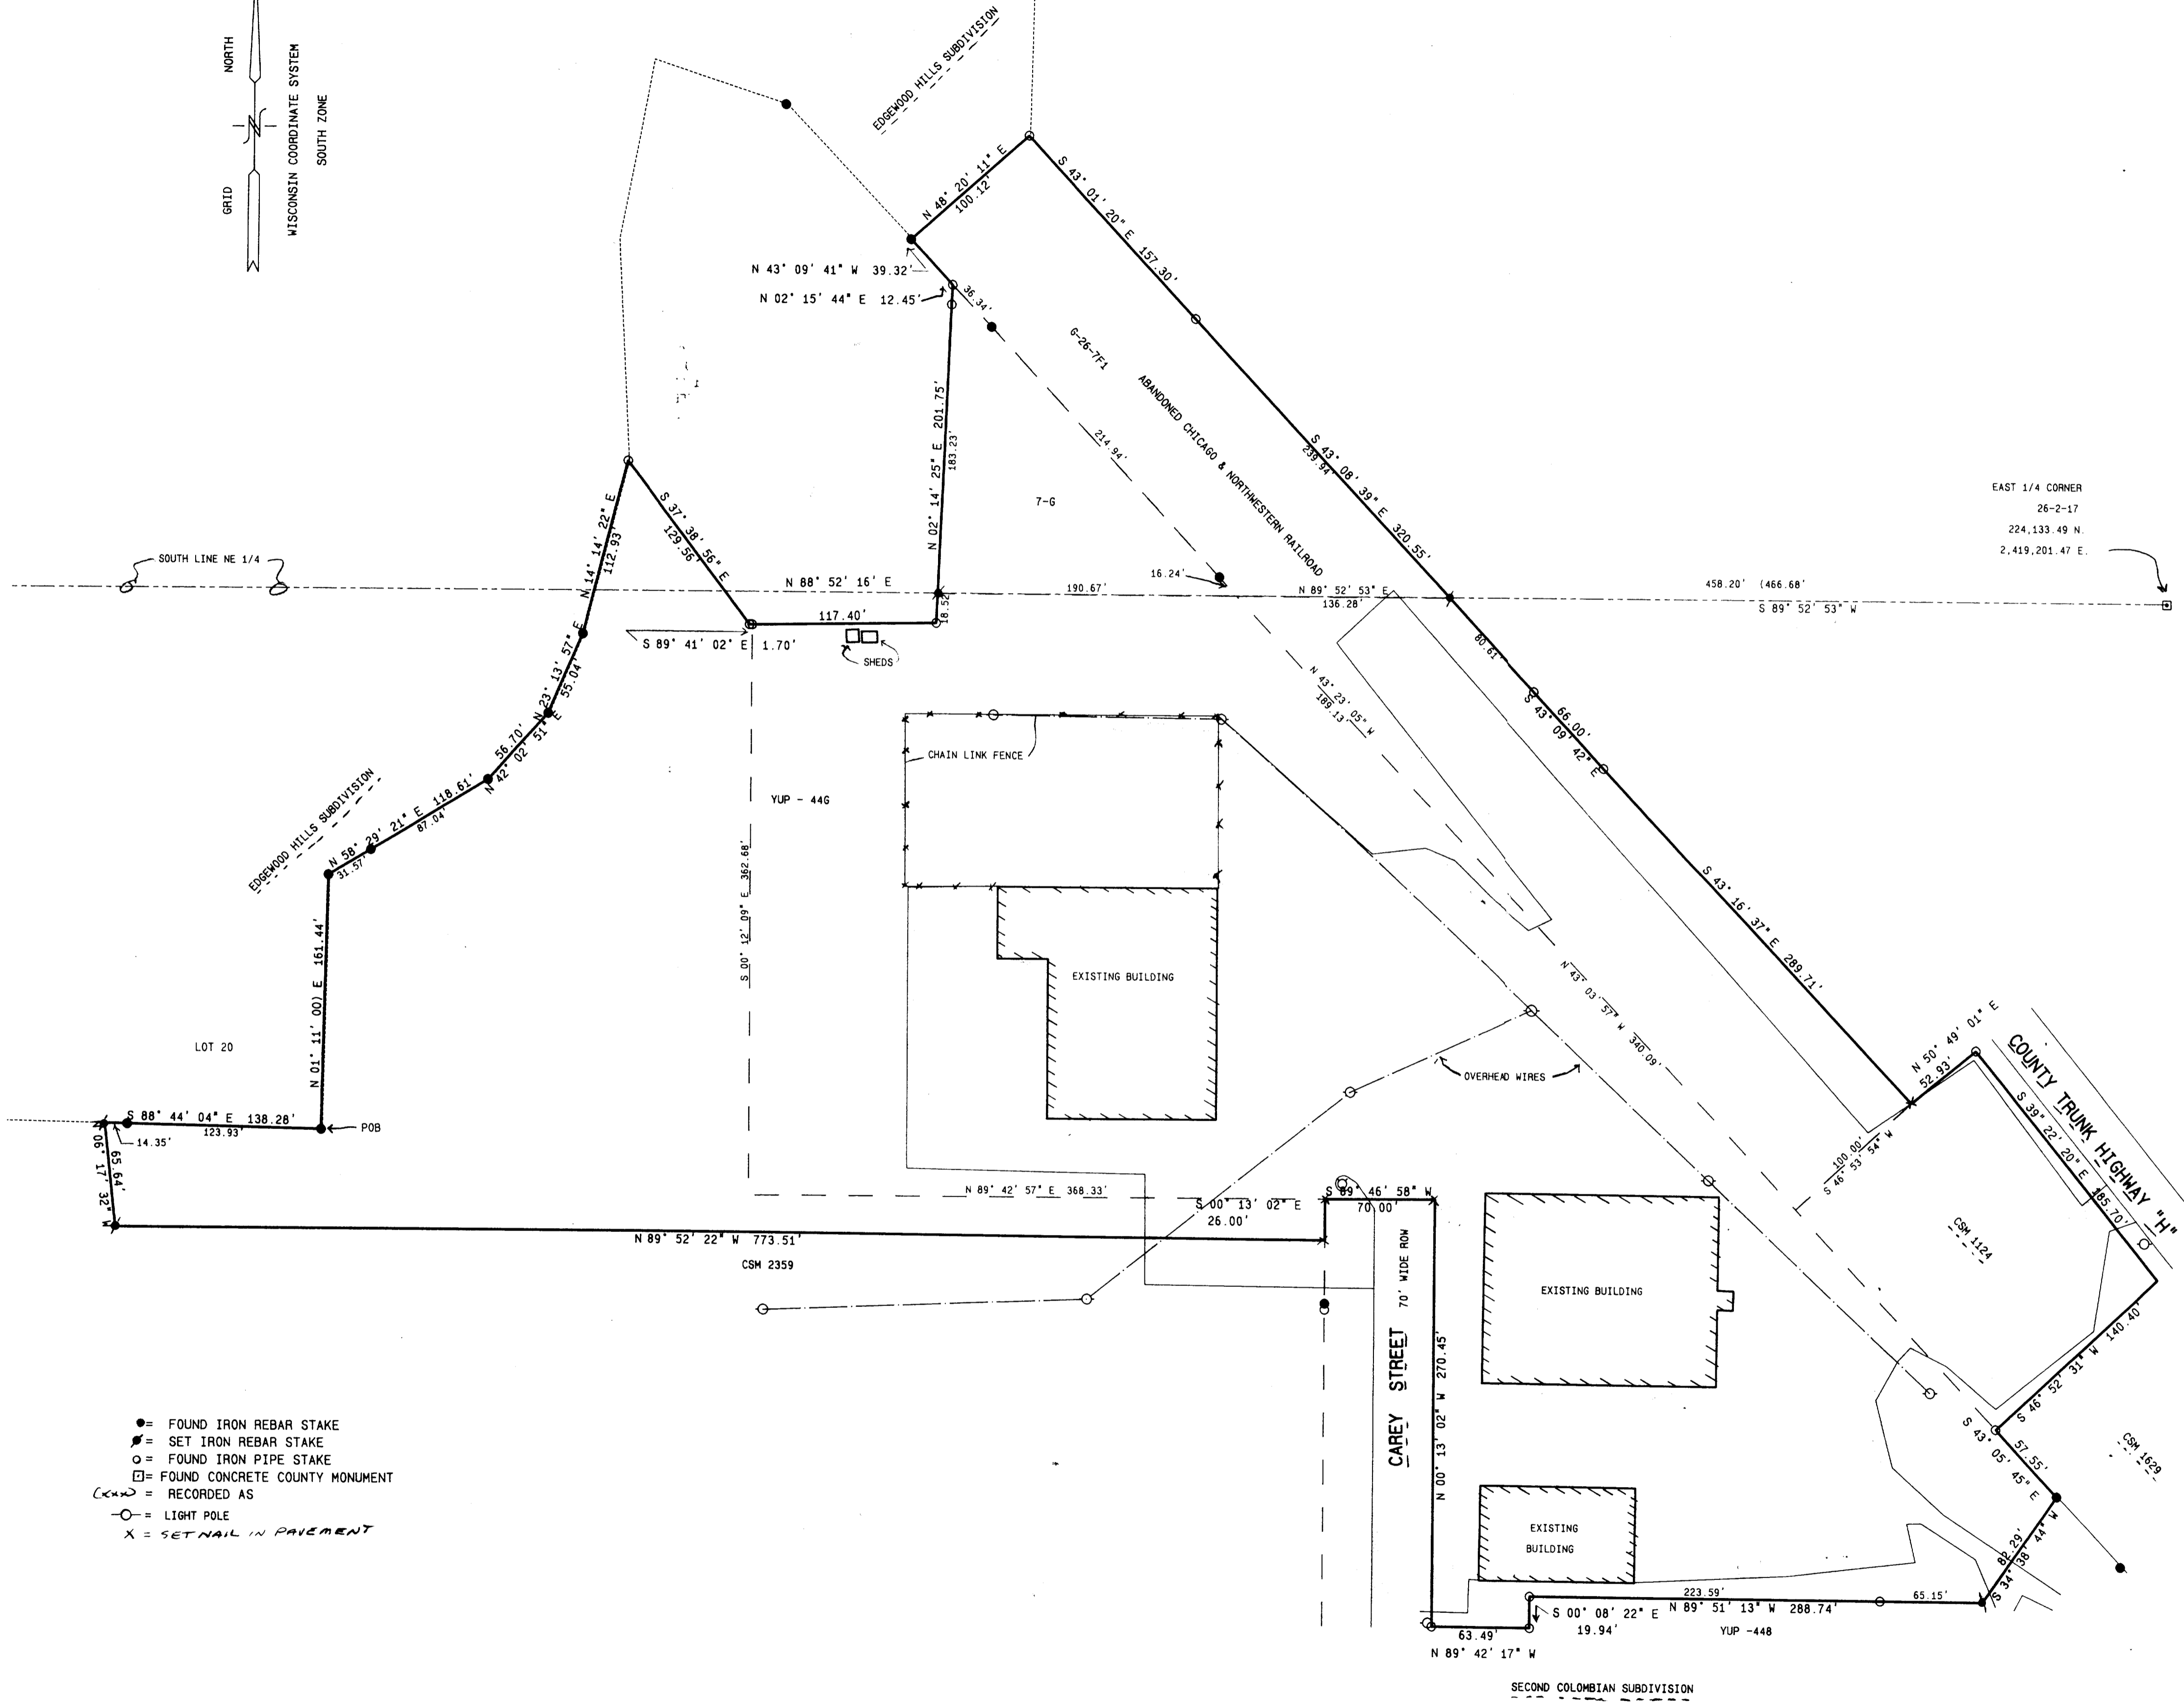 NORTH
GRID
WISCONSIN COORDINATE SYSTEM
SOUTH ZONE
EDGEWOOD HILLS SUBDIVISION
N 48° 20' 11" E
100.12'
S 43° 01' 20" E 157.30'
N 43° 09' 41" W 39.32'
N 02° 15' 44" E 12.45'
36.34'
G-26-7F1
ABANDONED CHICAGO & NORTHWESTERN RAILROAD
214.94'
N 02° 14' 25" E 201.75'
183.23'
7-G
S 43° 08' 39" E 320.55'
239.94'
EAST 1/4 CORNER
26-2-17
224,133.49 N.
2,419,201.47 E.
SOUTH LINE NE 1/4
N 14° 14' 22" E
112.93'
S 37° 38' 56" E
129.56'
N 88° 52' 16" E
117.40'
18.52'
190.67'
16.24'
N 89° 52' 53" E
136.28'
458.20' (466.68'
S 89° 52' 53" W
S 89° 41' 02" E 1.70'
SHEDS
80.61'
N 23° 13' 57" E
55.04'
56.70'
N 42° 02' 51" E
N 43° 23' 05" W
189.13'
66.00'
S 43° 09' 42" E
CHAIN LINK FENCE
YUP - 44G
EDGEWOOD HILLS SUBDIVISION
N 58° 29' 21" E 118.61'
31.57'
87.04'
S 00° 12' 09" E 362.68'
S 43° 16' 37" E 289.71'
N 01° 11' 00) E 161.44'
EXISTING BUILDING
N 43° 03' 57" W 340.09'
LOT 20
OVERHEAD WIRES
N 50° 49' 01" E
52.93'
COUNTY TRUNK HIGHWAY "H"
S 39° 22' 20" E 185.70'
S 88° 44' 04" E 138.28'
123.93'
14.35'
POB
N 06° 17' 32" W
65.64'
100.00'
S 46° 53' 54" W
N 89° 42' 57" E 368.33'
S 00° 13' 02" E
26.00'
S 89° 46' 58" W
70.00'
N 89° 52' 22" W 773.51'
CSM 2359
CSM 1124
CAREY STREET
70' WIDE ROW
N 00° 13' 02" W 270.45'
EXISTING BUILDING
S 46° 52' 31" W 140.40'
57.55'
S 43° 05' 45" E
CSM 1629
●= FOUND IRON REBAR STAKE
= SET IRON REBAR STAKE
○= FOUND IRON PIPE STAKE
⊡= FOUND CONCRETE COUNTY MONUMENT
(xxx) = RECORDED AS
= LIGHT POLE
X = SET NAIL IN PAVEMENT
EXISTING
BUILDING
82.29'
S 34° 38' 44" W
223.59'
65.15'
N 89° 51' 13" W 288.74'
S 00° 08' 22" E
19.94'
YUP -448
63.49'
N 89° 42' 17" W
SECOND COLOMBIAN SUBDIVISION